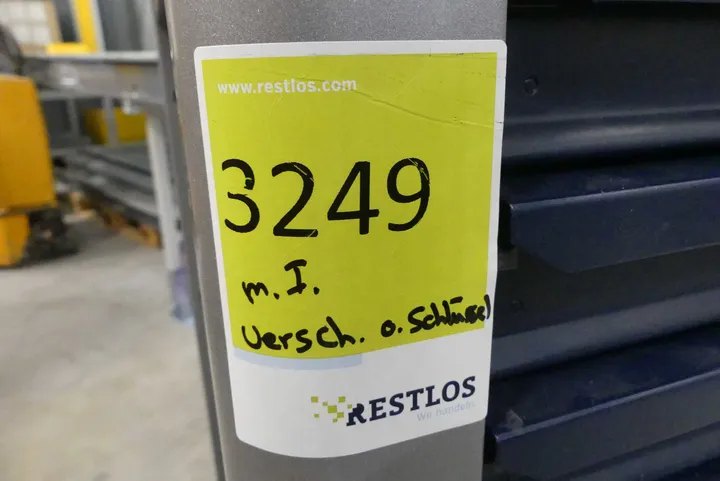 www.restlos.com
3249
m. I.
Versch. o. Schlüssel
RESTLOS
Wir handeln.